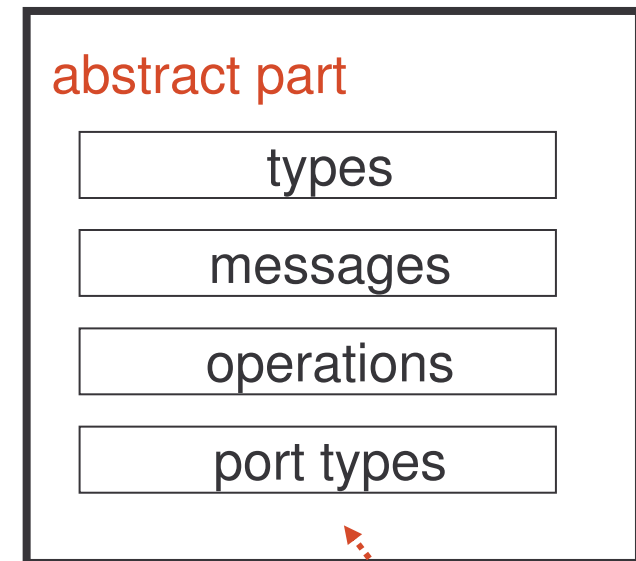 abstract part
types
messages
operations
port types